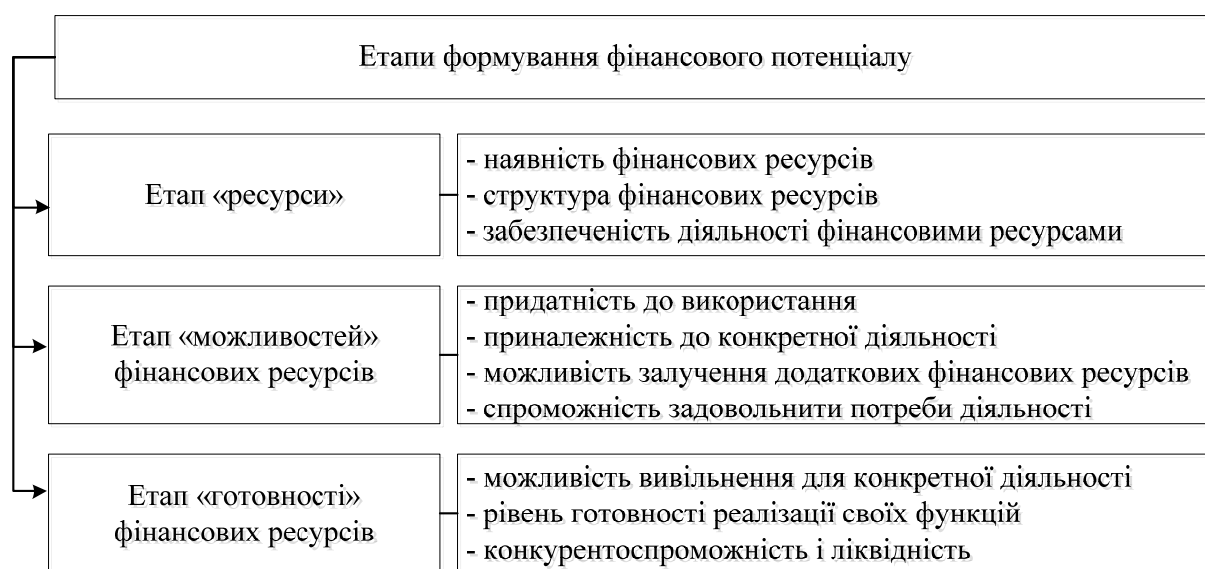 Етапи формування фінансового потенціалу
Етап «ресурси»
- наявність фінансових ресурсів
- структура фінансових ресурсів
- забезпеченість діяльності фінансовими ресурсами
Етап «можливостей»
фінансових ресурсів
- придатність до використання
- приналежність до конкретної діяльності
- можливість залучення додаткових фінансових ресурсів
- спроможність задовольнити потреби діяльності
Етап «готовності»
фінансових ресурсів
- можливість вивільнення для конкретної діяльності
- рівень готовності реалізації своїх функцій
- конкурентоспроможність і ліквідність